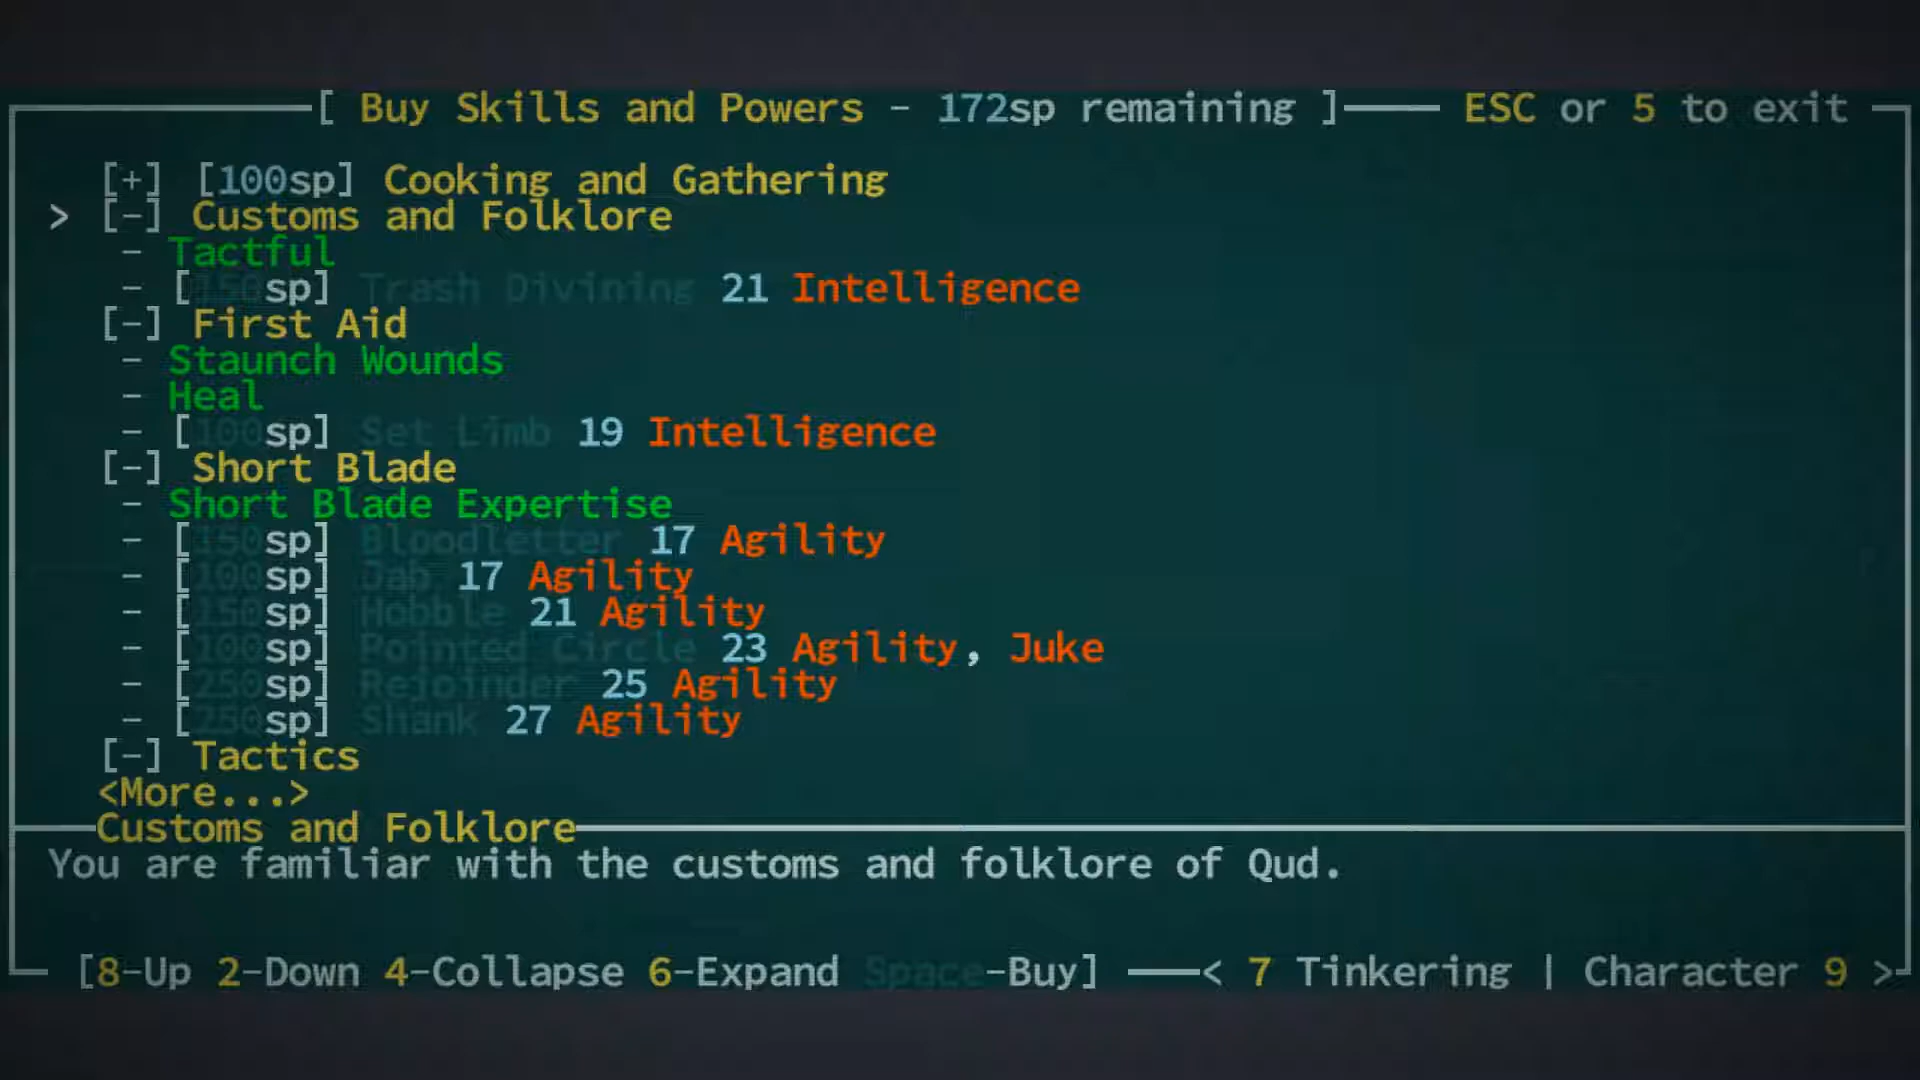 [ Buy Skills and Powers - 172sp remaining ] ESC or 5 to exit
[+] [100sp] Cooking and Gathering
> [-] Customs and Folklore
- Tactful
- [150sp] Trash Divining 21 Intelligence
[-] First Aid
- Staunch Wounds
- Heal
- [100sp] Set Limb 19 Intelligence
[-] Short Blade
- Short Blade Expertise
- [150sp] Bloodletter 17 Agility
- [100sp] Jab 17 Agility
- [150sp] Hobble 21 Agility
- [100sp] Pointed Circle 23 Agility, Juke
- [250sp] Rejoinder 25 Agility
- [250sp] Shank 27 Agility
[-] Tactics
<More...>
Customs and Folklore
You are familiar with the customs and folklore of Qud.
[8-Up 2-Down 4-Collapse 6-Expand Space-Buy] < 7 Tinkering | Character 9 >